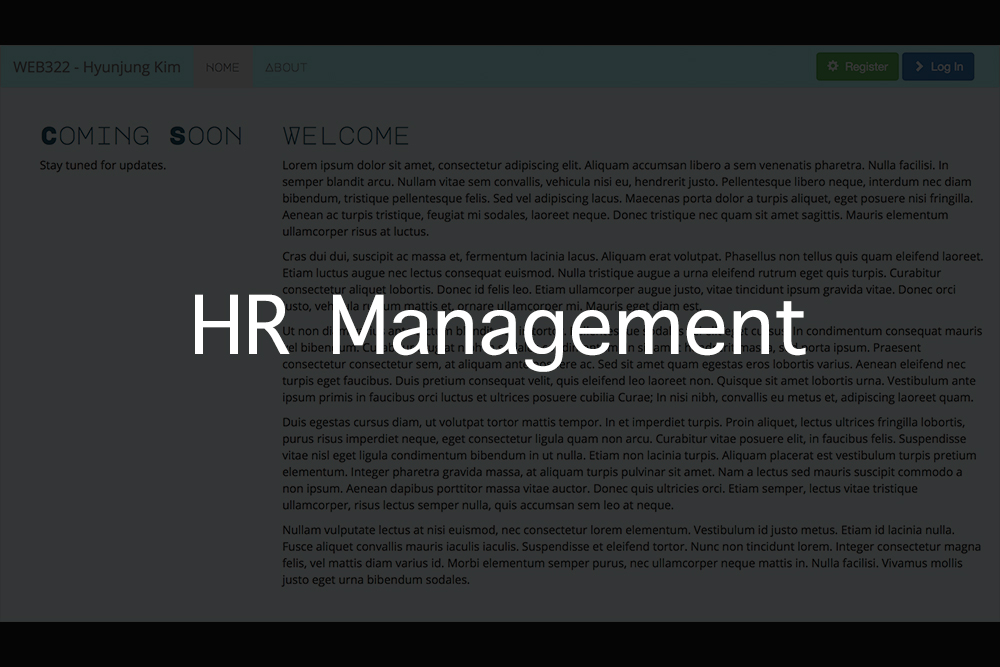 WEB322 - Hyunjung Kim HOME ABOUT Register Log In
COMING SOON
Stay tuned for updates.
WELCOME
Lorem ipsum dolor sit amet, consectetur adipiscing elit. Aliquam accumsan libero a sem venenatis pharetra. Nulla facilisi. In
semper blandit arcu. Nullam vitae sem convallis, vehicula nisi eu, hendrerit justo. Pellentesque libero neque, interdum nec diam
bibendum, tristique pellentesque felis. Sed vel adipiscing lacus. Maecenas porta dolor a turpis aliquet, eget posuere nisi fringilla.
Aenean ac turpis tristique, feugiat mi sodales, laoreet neque. Donec tristique nec quam sit amet sagittis. Mauris elementum
ullamcorper risus at luctus.
Cras dui dui, suscipit ac massa et, fermentum lacinia lacus. Aliquam erat volutpat. Phasellus non tellus quis quam eleifend laoreet.
Etiam luctus augue nec lectus consequat euismod. Nulla tristique augue a urna eleifend rutrum eget quis turpis. Curabitur
consectetur aliquet lobortis. Donec id felis leo. Etiam ullamcorper augue justo, vitae tincidunt ipsum gravida vitae. Donec orci
justo, mattis et, ornare ullamcorper mi. Mauris eget diam est.
HR Management
Ut non In condimentum consequat mauris
porta ipsum. Praesent
consectetur consectetur sem, at aliquam ac. Sed sit amet quam egestas eros lobortis varius. Aenean eleifend nec
turpis eget faucibus. Duis pretium consequat velit, quis eleifend leo laoreet non. Quisque sit amet lobortis urna. Vestibulum ante
ipsum primis in faucibus orci luctus et ultrices posuere cubilia Curae; In nisi nibh, convallis eu metus et, adipiscing laoreet quam.
Duis egestas cursus diam, ut volutpat tortor mattis tempor. In et imperdiet turpis. Proin aliquet, lectus ultrices fringilla lobortis,
purus risus imperdiet neque, eget consectetur ligula quam non arcu. Curabitur vitae posuere elit, in faucibus felis. Suspendisse
vitae nisl eget ligula condimentum bibendum in ut nulla. Etiam non lacinia turpis. Aliquam placerat est vestibulum turpis pretium
elementum. Integer pharetra gravida massa, at aliquam turpis pulvinar sit amet. Nam a lectus sed mauris suscipit commodo a
non ipsum. Aenean dapibus porttitor massa vitae auctor. Donec quis ultricies orci. Etiam semper, lectus vitae tristique
ullamcorper, risus lectus semper nulla, quis accumsan sem leo at neque.
Nullam vulputate lectus at nisi euismod, nec consectetur lorem elementum. Vestibulum id justo metus. Etiam id lacinia nulla.
Fusce aliquet convallis mauris iaculis iaculis. Suspendisse et eleifend tortor. Nunc non tincidunt lorem. Integer consectetur magna
felis, vel mattis diam varius id. Morbi elementum semper purus, nec ullamcorper neque mattis in. Nulla facilisi. Vivamus mollis
justo eget urna bibendum sodales.